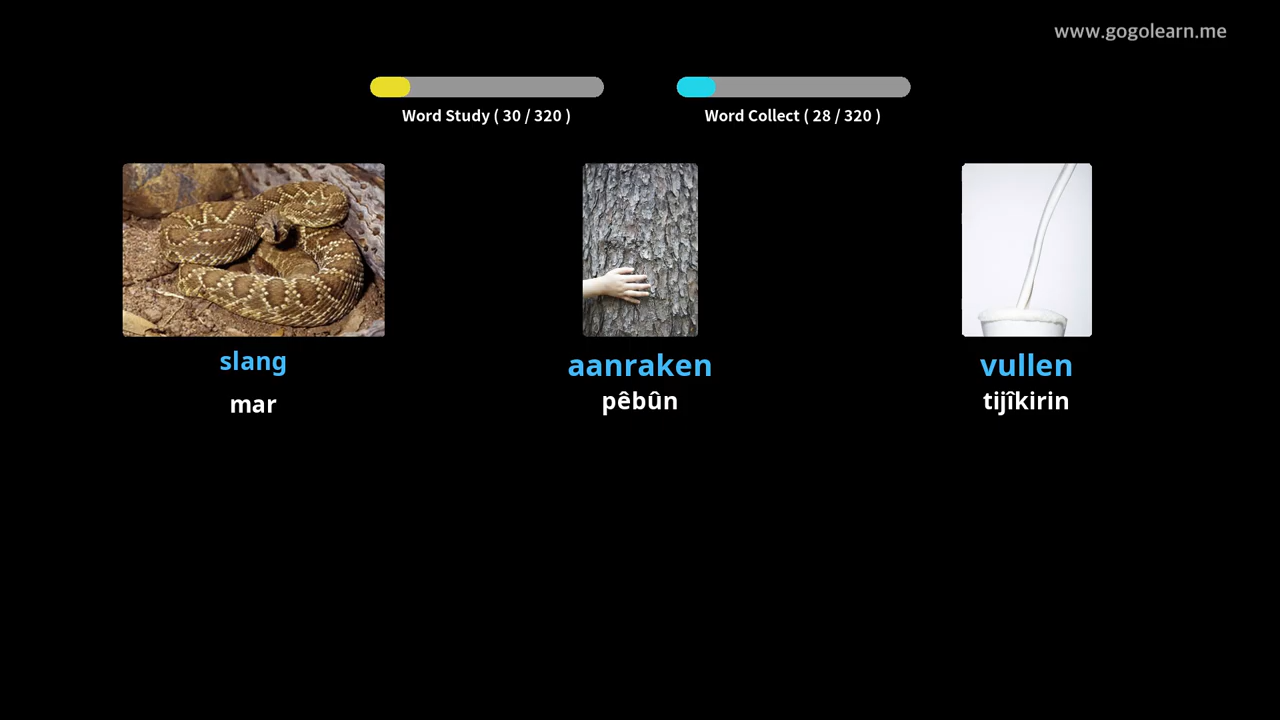 www.gogolearn.me
Word Study ( 30 / 320 )
Word Collect ( 28 / 320 )
slang
mar
aanraken
pêbûn
vullen
tijîkirin